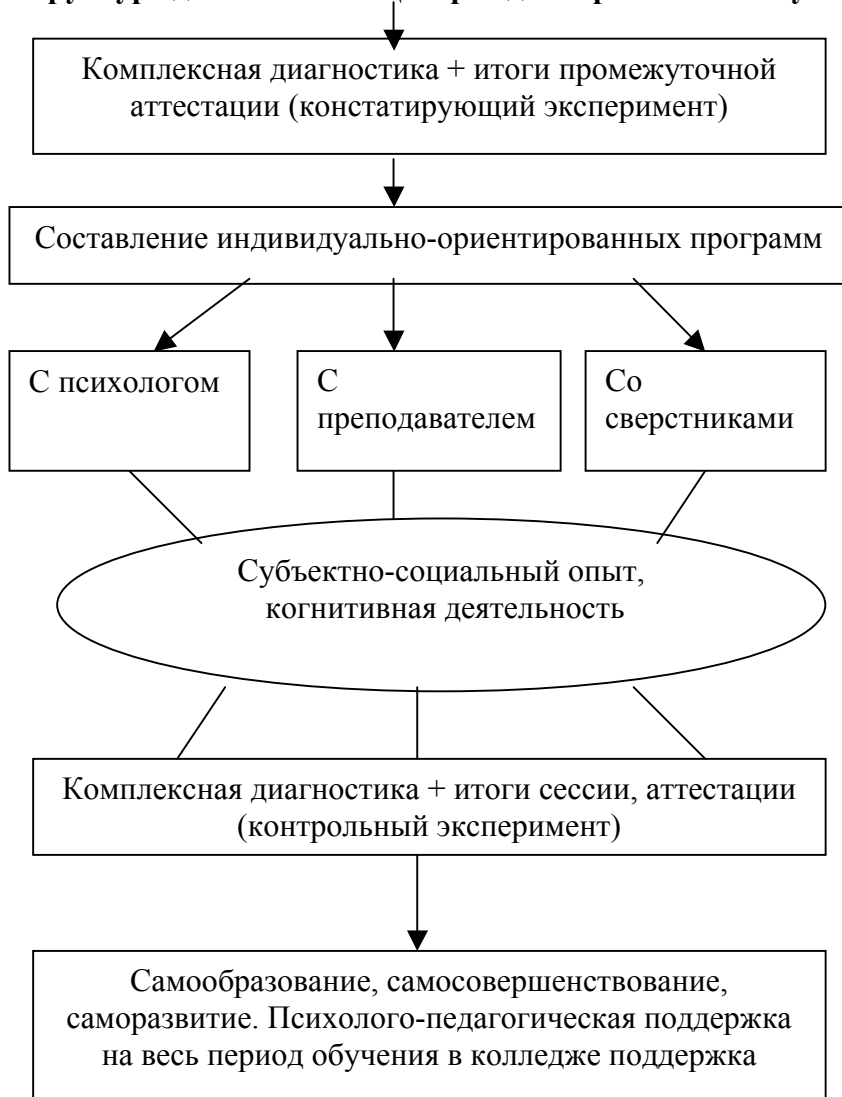 Комплексная диагностика + итоги промежуточной
аттестации (констатирующий эксперимент)
Составление индивидуально-ориентированных программ
С психологом
С
преподавателем
Со
сверстниками
Субъектно-социальный опыт,
когнитивная деятельность
Комплексная диагностика + итоги сессии, аттестации
(контрольный эксперимент)
Самообразование, самосовершенствование,
саморазвитие. Психолого-педагогическая поддержка
на весь период обучения в колледже поддержка